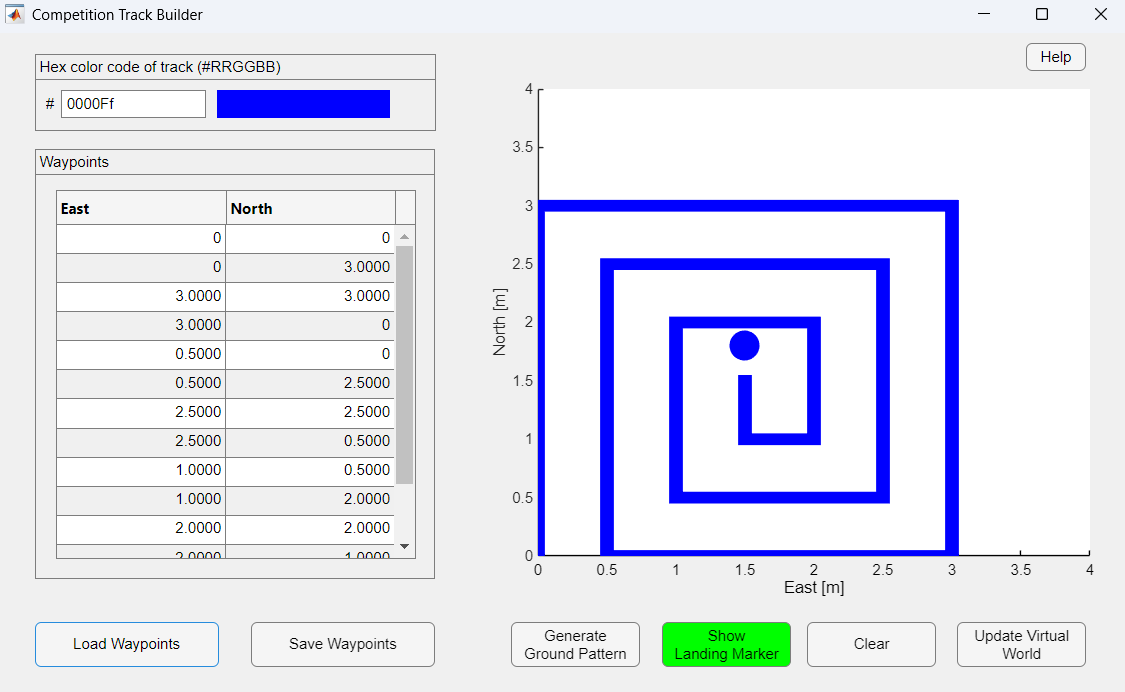 Competition Track Builder
Help
Hex color code of track (#RRGGBB)
# 0000Ff
Waypoints
East North
0 0
0 3.0000
3.0000 3.0000
3.0000 0
0.5000 0
0.5000 2.5000
2.5000 2.5000
2.5000 0.5000
1.0000 0.5000
1.0000 2.0000
2.0000 2.0000
2.0000 1.0000
4
3.5
3
2.5
2
1.5
1
0.5
0
North [m]
0 0.5 1 1.5 2 2.5 3 3.5 4
East [m]
Load Waypoints
Save Waypoints
Generate
Ground Pattern
Show
Landing Marker
Clear
Update Virtual
World